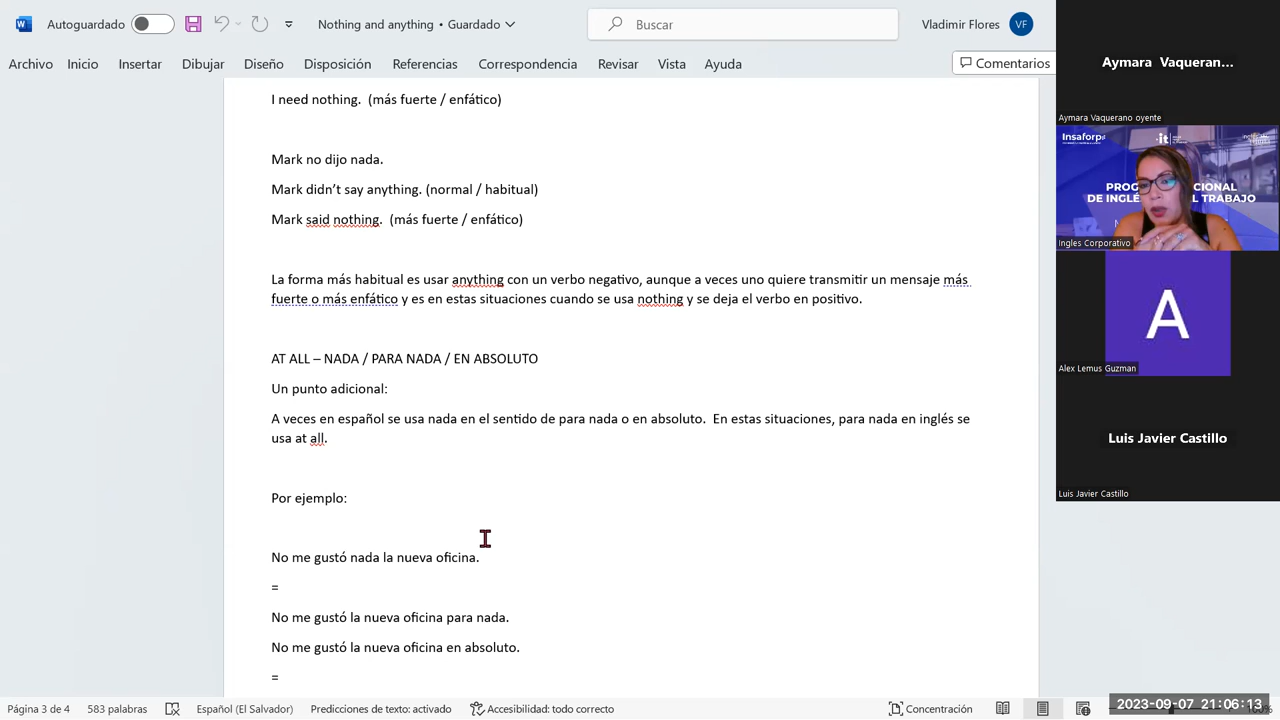 Autoguardado
Nothing and anything • Guardado
Buscar
Vladimir Flores
VF
Archivo Inicio Insertar Dibujar Diseño Disposición Referencias Correspondencia Revisar Vista Ayuda
Comentarios
I need nothing. (más fuerte / enfático)
Mark no dijo nada.
Mark didn’t say anything. (normal / habitual)
Mark said nothing. (más fuerte / enfático)
La forma más habitual es usar anything con un verbo negativo, aunque a veces uno quiere transmitir un mensaje más
fuerte o más enfático y es en estas situaciones cuando se usa nothing y se deja el verbo en positivo.
AT ALL – NADA / PARA NADA / EN ABSOLUTO
Un punto adicional:
A veces en español se usa nada en el sentido de para nada o en absoluto. En estas situaciones, para nada en inglés se
usa at all.
Por ejemplo:
No me gustó nada la nueva oficina.
=
No me gustó la nueva oficina para nada.
No me gustó la nueva oficina en absoluto.
=
Página 3 de 4 583 palabras Español (El Salvador) Predicciones de texto: activado Accesibilidad: todo correcto Concentración
2023-09-07 21:06:13
Aymara Vaqueran...
Aymara Vaquerano oyente
Insaforp
it
PROG CIONAL
DE INGLÉ L TRABAJO
Ingles Corporativo
A
Alex Lemus Guzman
Luis Javier Castillo
Luis Javier Castillo